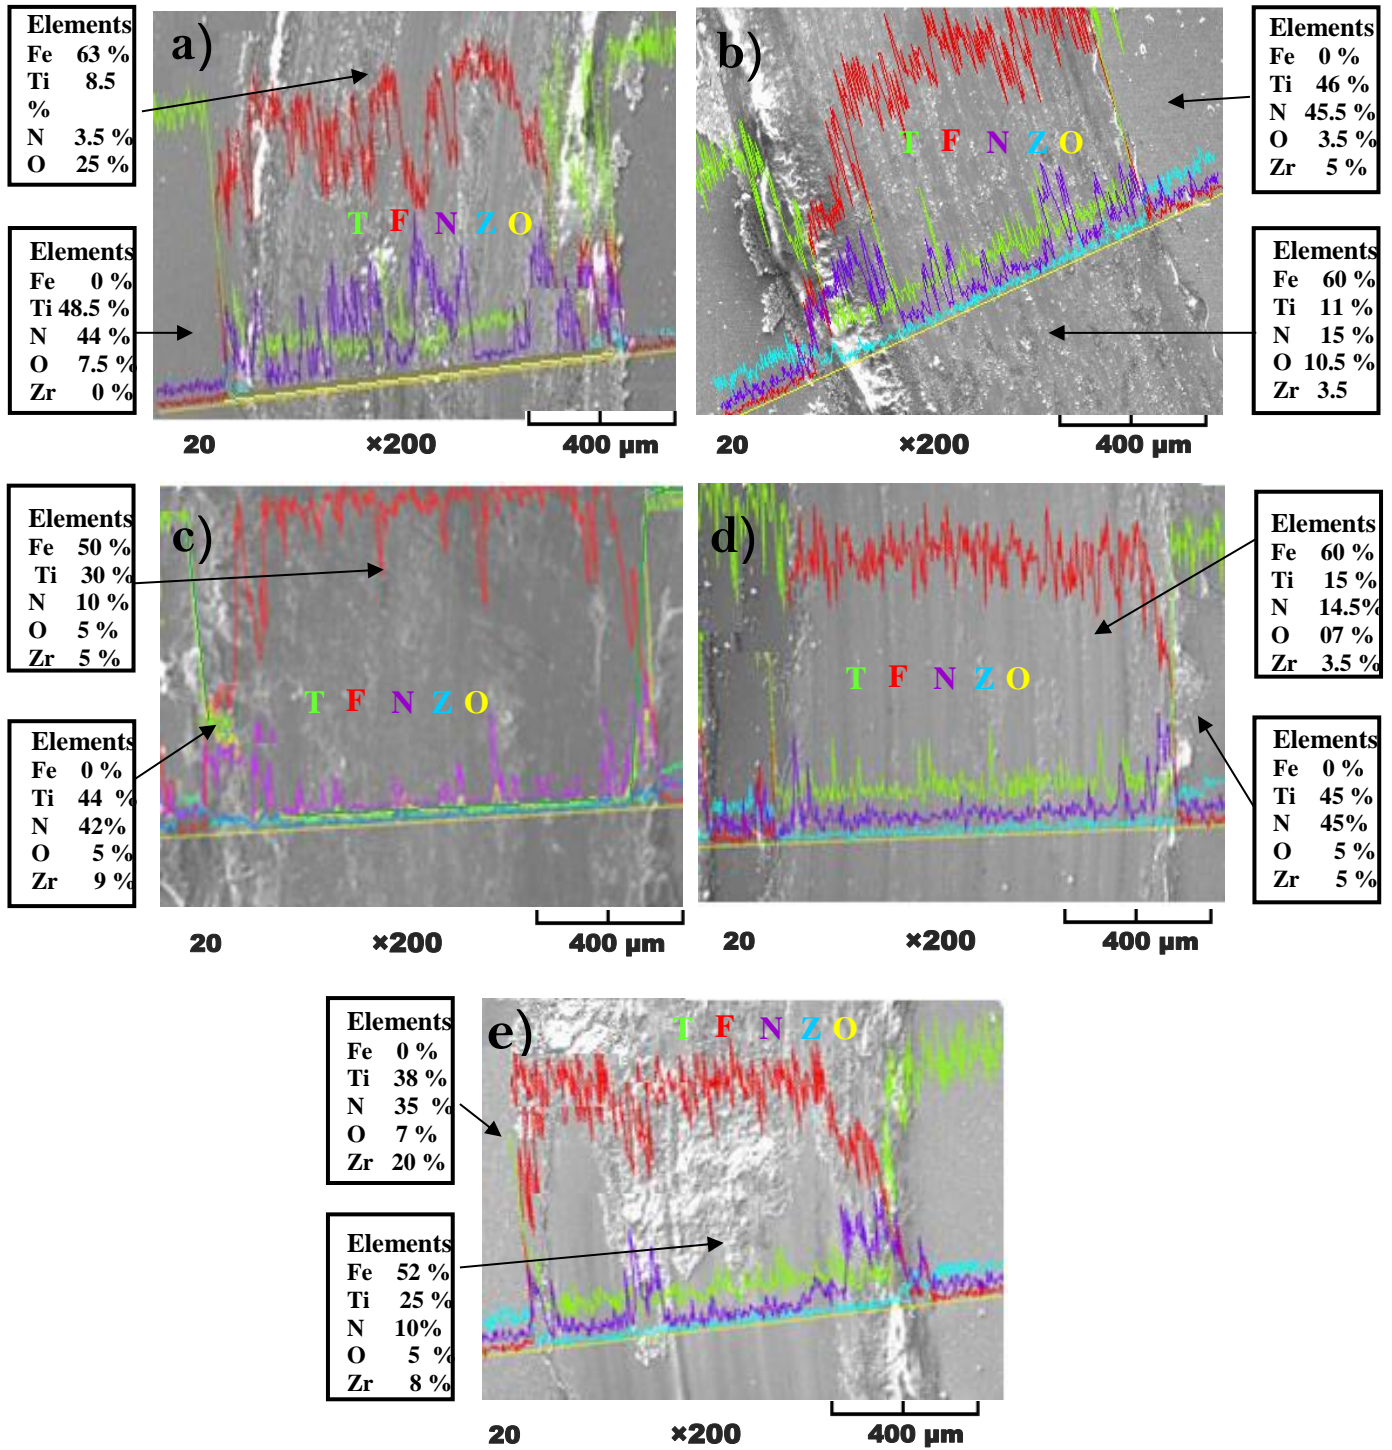 a)
Elements
Fe 63 %
Ti 8.5
%
N 3.5 %
O 25 %
Elements
Fe 0 %
Ti 48.5 %
N 44 %
O 7.5 %
Zr 0 %
T F N Z O
20 ×200 400 µm
b)
Elements
Fe 0 %
Ti 46 %
N 45.5 %
O 3.5 %
Zr 5 %
Elements
Fe 60 %
Ti 11 %
N 15 %
O 10.5 %
Zr 3.5
T F N Z O
20 ×200 400 µm
c)
Elements
Fe 50 %
Ti 30 %
N 10 %
O 5 %
Zr 5 %
Elements
Fe 0 %
Ti 44 %
N 42%
O 5 %
Zr 9 %
T F N Z O
20 ×200 400 µm
d)
Elements
Fe 60 %
Ti 15 %
N 14.5%
O 07 %
Zr 3.5 %
Elements
Fe 0 %
Ti 45 %
N 45%
O 5 %
Zr 5 %
T F N Z O
20 ×200 400 µm
e)
T F N Z O
Elements
Fe 0 %
Ti 38 %
N 35 %
O 7 %
Zr 20 %
Elements
Fe 52 %
Ti 25 %
N 10%
O 5 %
Zr 8 %
20 ×200 400 µm